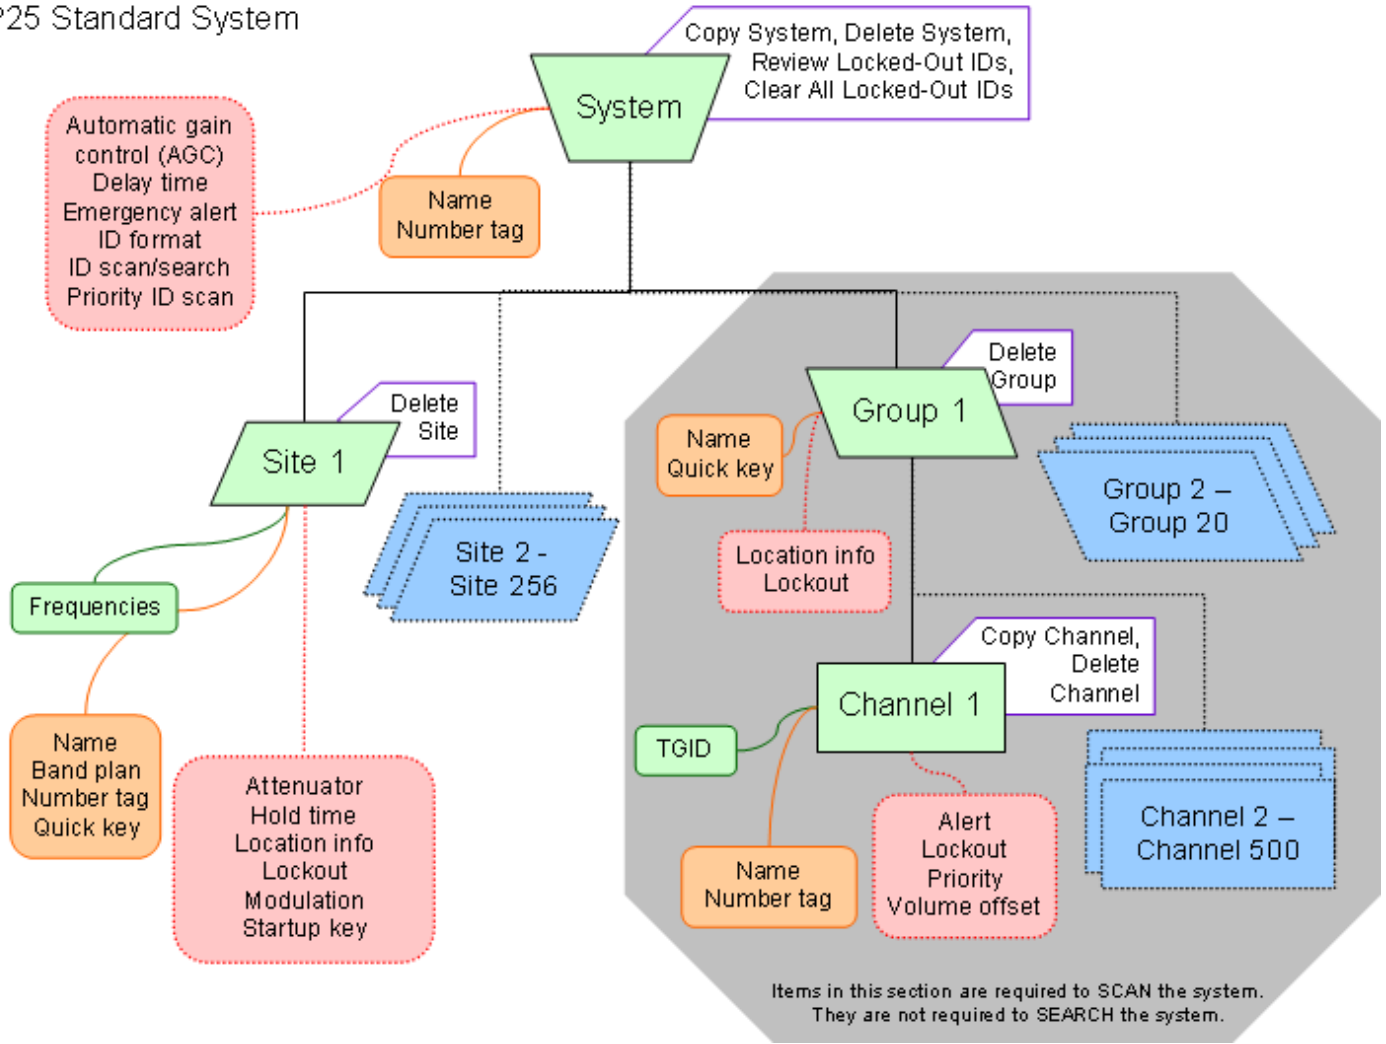 P25 Standard System
Copy System, Delete System,
Review Locked-Out IDs,
Clear All Locked-Out IDs
System
Automatic gain
control (AGC)
Delay time
Emergency alert
ID format
ID scan/search
Priority ID scan
Name
Number tag
Delete
Site
Site 1
Site 2 -
Site 256
Frequencies
Name
Band plan
Number tag
Quick key
Attenuator
Hold time
Location info
Lockout
Modulation
Startup key
Delete
Group
Group 1
Name
Quick key
Location info
Lockout
Group 2 –
Group 20
Copy Channel,
Delete
Channel
Channel 1
TGID
Name
Number tag
Alert
Lockout
Priority
Volume offset
Channel 2 –
Channel 500
Items in this section are required to SCAN the system.
They are not required to SEARCH the system.